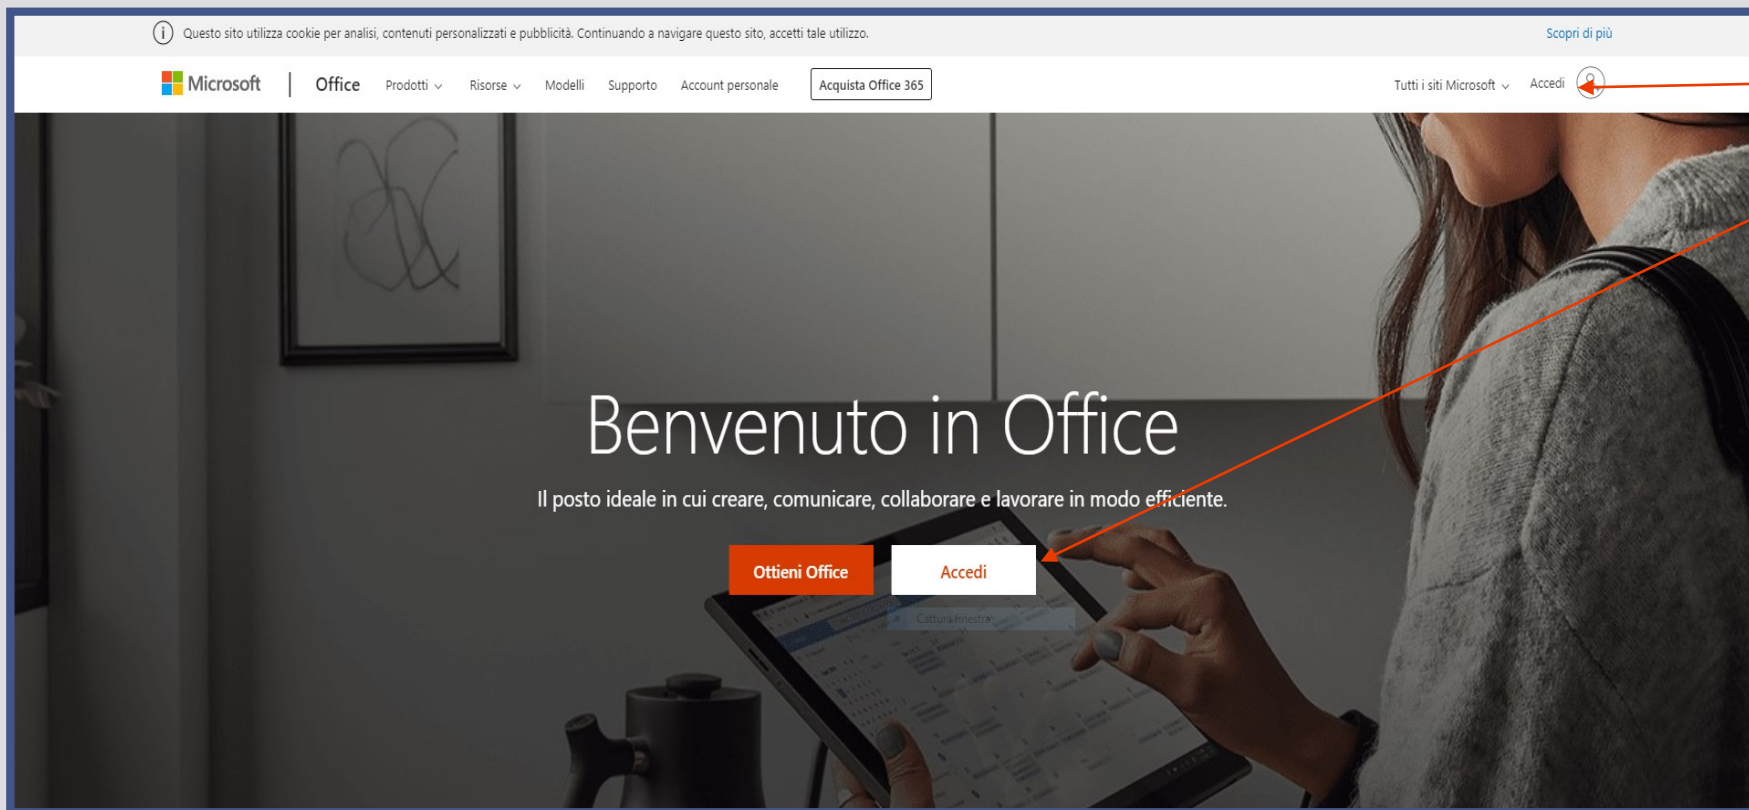 Questo sito utilizza cookie per analisi, contenuti personalizzati e pubblicità. Continuando a navigare questo sito, accetti tale utilizzo. Scopri di più
Microsoft Office Prodotti Risorse Modelli Supporto Account personale Acquista Office 365 Tutti i siti Microsoft Accedi
Benvenuto in Office
Il posto ideale in cui creare, comunicare, collaborare e lavorare in modo efficiente.
Ottieni Office Accedi
Cattura finestra